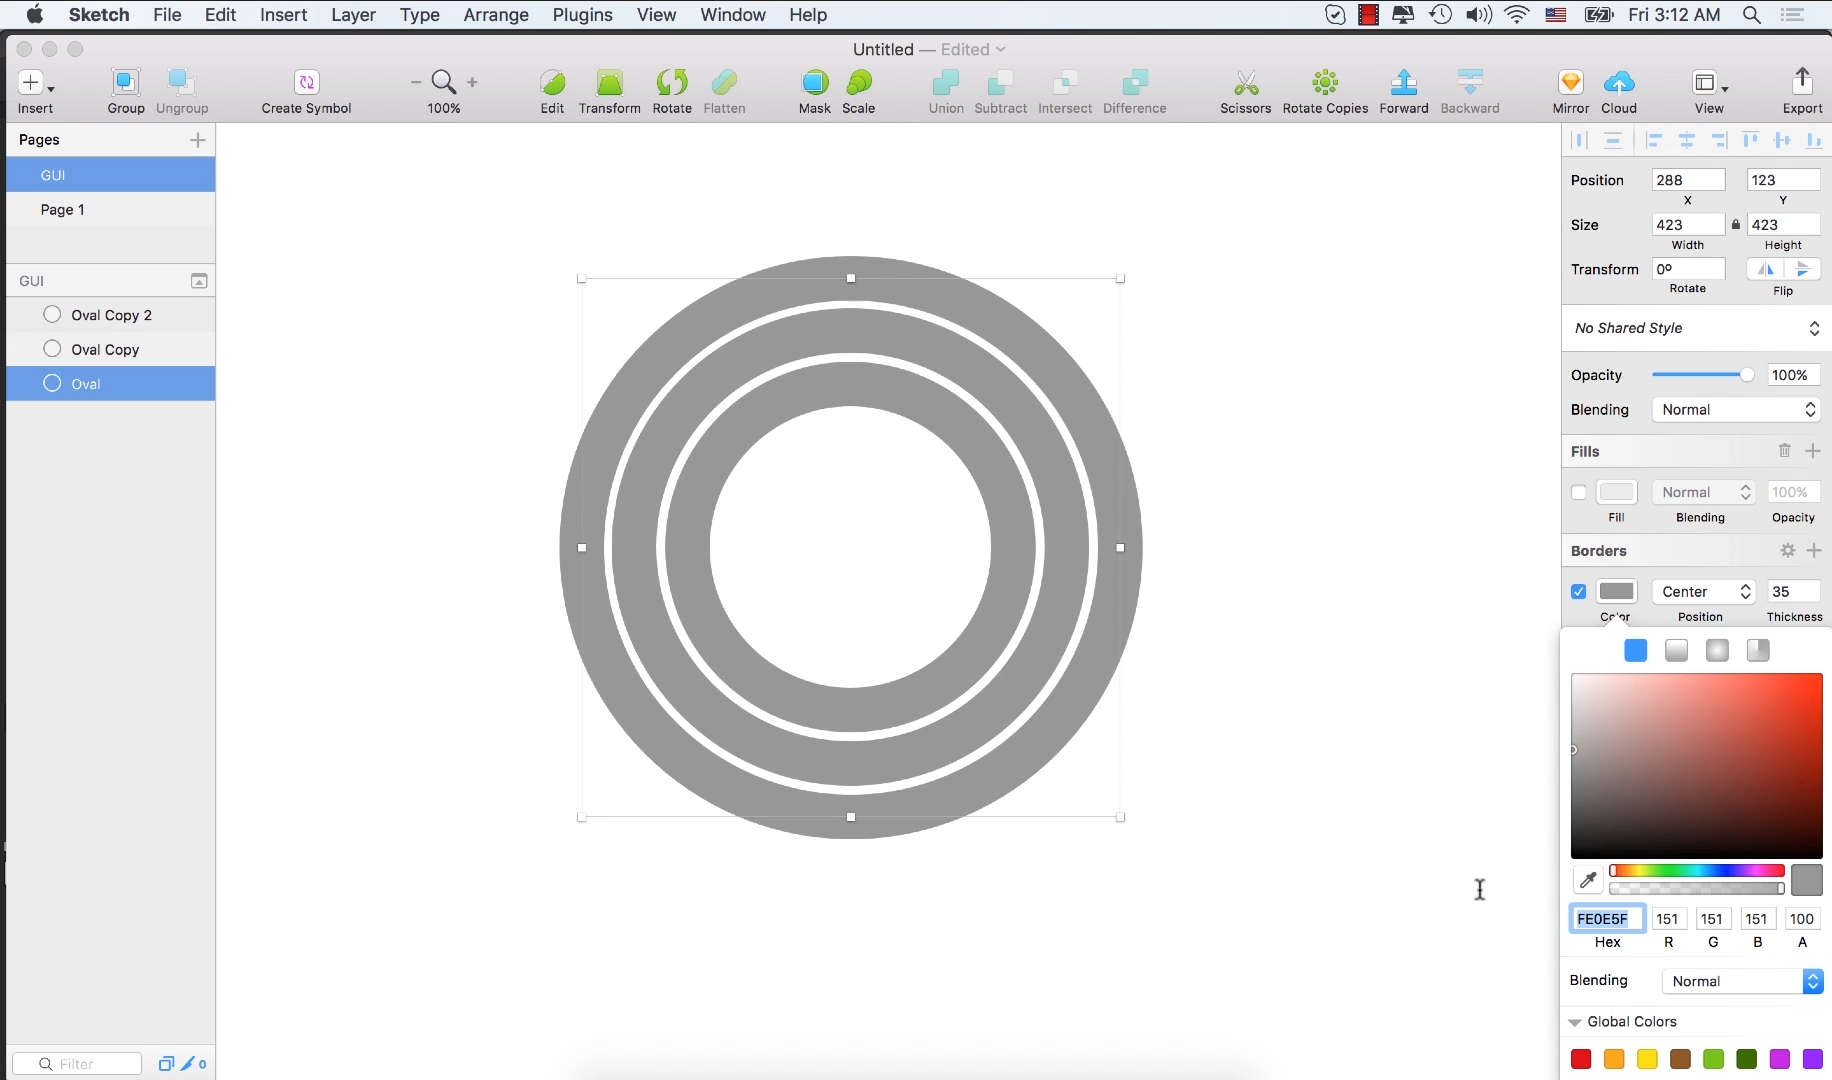 Sketch File Edit Insert Layer Type Arrange Plugins View Window Help Fri 3:12 AM
Untitled — Edited
Insert Group Ungroup Create Symbol 100% Edit Transform Rotate Flatten Mask Scale Union Subtract Intersect Difference Scissors Rotate Copies Forward Backward Mirror Cloud View Export
Pages
GUI
Page 1
GUI
Oval Copy 2
Oval Copy
Oval
Filter 0
Position 288 123
X Y
Size 423 423
Width Height
Transform 0º
Rotate Flip
No Shared Style
Opacity 100%
Blending Normal
Fills
Normal 100%
Fill Blending Opacity
Borders
Center 35
Color Position Thickness
FE0E5F 151 151 151 100
Hex R G B A
Blending Normal
Global Colors